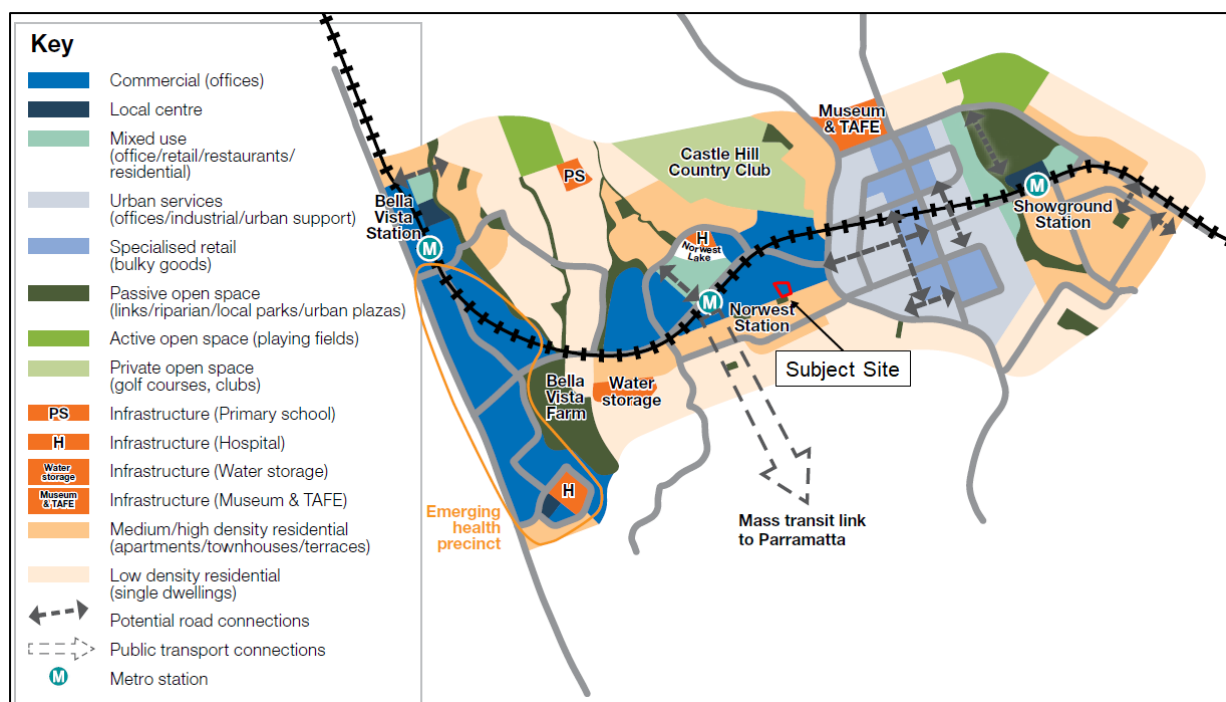 Key
Commercial (offices)
Local centre
Mixed use
(office/retail/restaurants/
residential)
Urban services
(offices/industrial/urban support)
Specialised retail
(bulky goods)
Passive open space
(links/riparian/local parks/urban plazas)
Active open space (playing fields)
Private open space
(golf courses, clubs)
PS
Infrastructure (Primary school)
H
Infrastructure (Hospital)
Water
storage
Infrastructure (Water storage)
Museum
& TAFE
Infrastructure (Museum & TAFE)
Medium/high density residential
(apartments/townhouses/terraces)
Low density residential
(single dwellings)
Potential road connections
Public transport connections
M
Metro station
Museum
& TAFE
Castle Hill
Country Club
PS
Bella
Vista
Station
M
H
Norwest
Lake
M
Norwest
Station
M
Showground
Station
Subject Site
Bella
Vista
Farm
Water
storage
H
Emerging
health
precinct
Mass transit link
to Parramatta